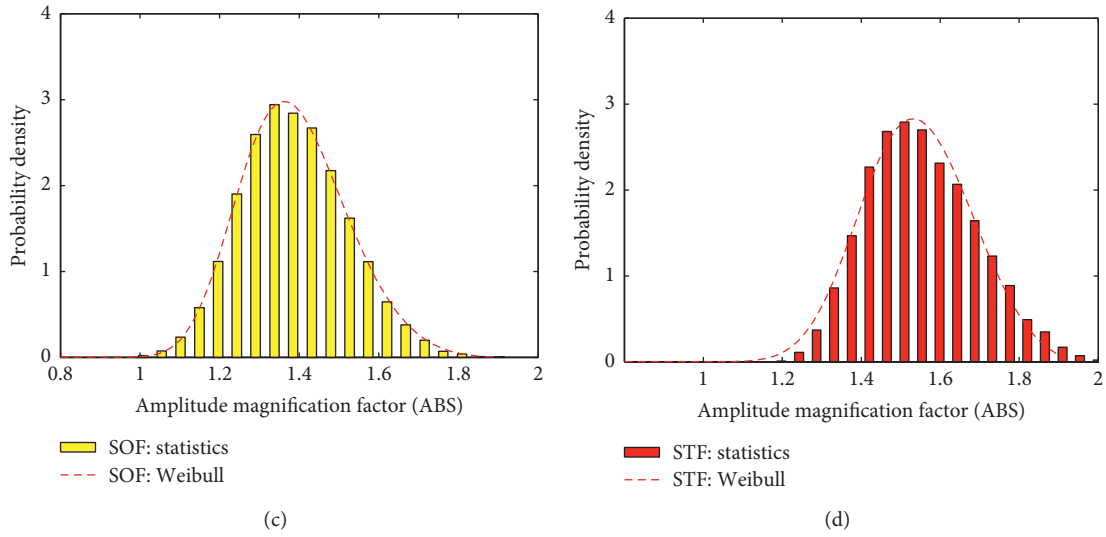 4
3
2
1
0
Probability density
0.8 1 1.2 1.4 1.6 1.8 2
Amplitude magnification factor (ABS)
SOF: statistics
SOF: Weibull
(c)
4
3
2
1
0
Probability density
1 1.2 1.4 1.6 1.8 2
Amplitude magnification factor (ABS)
STF: statistics
STF: Weibull
(d)